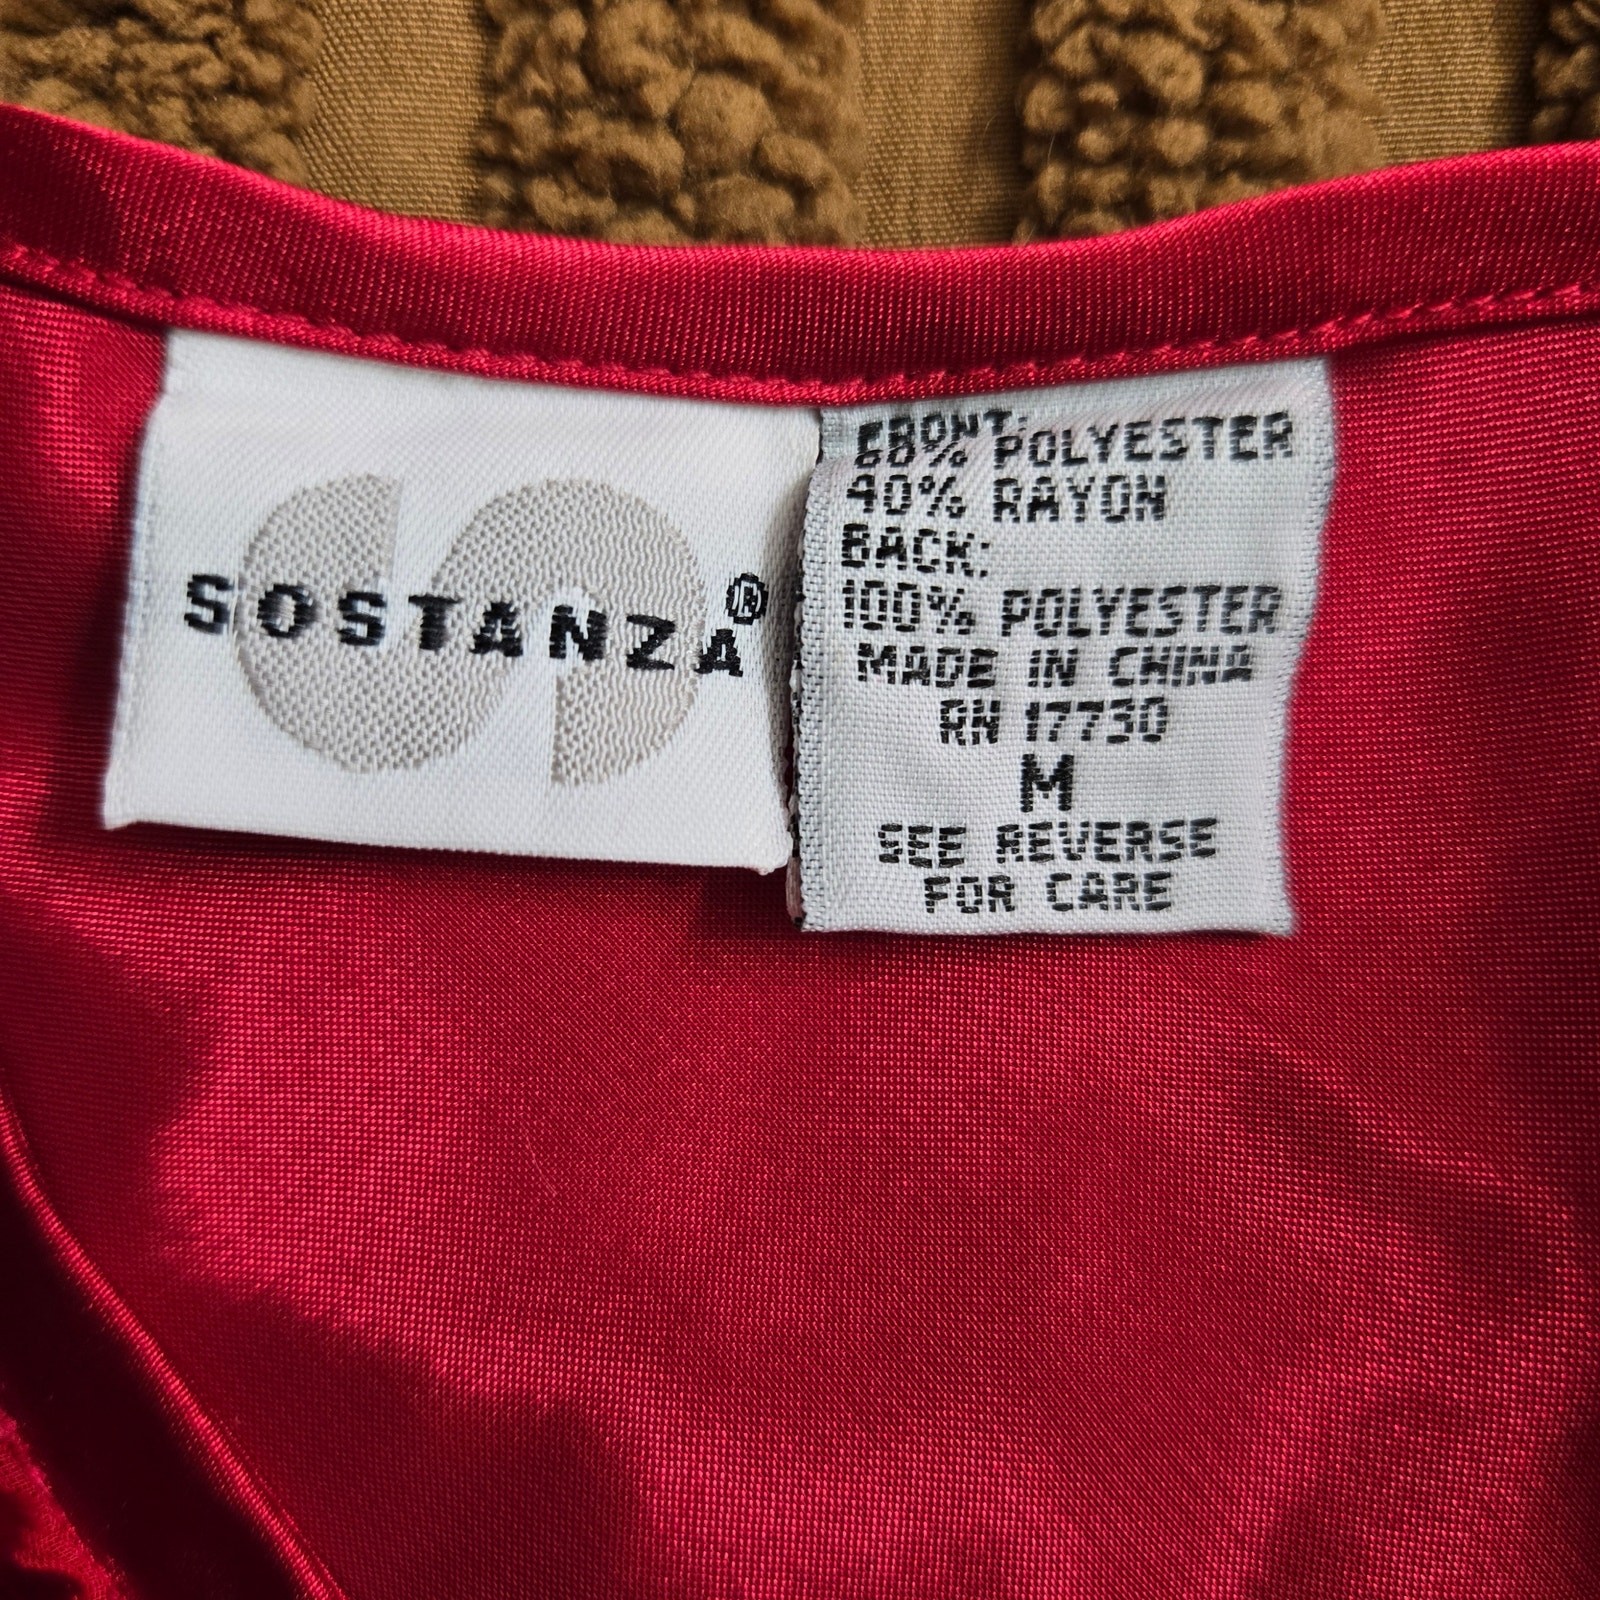 SOSTANZA®
FRONT:
60% POLYESTER
40% RAYON
BACK:
100% POLYESTER
MADE IN CHINA
RN 17730
M
SEE REVERSE
FOR CARE